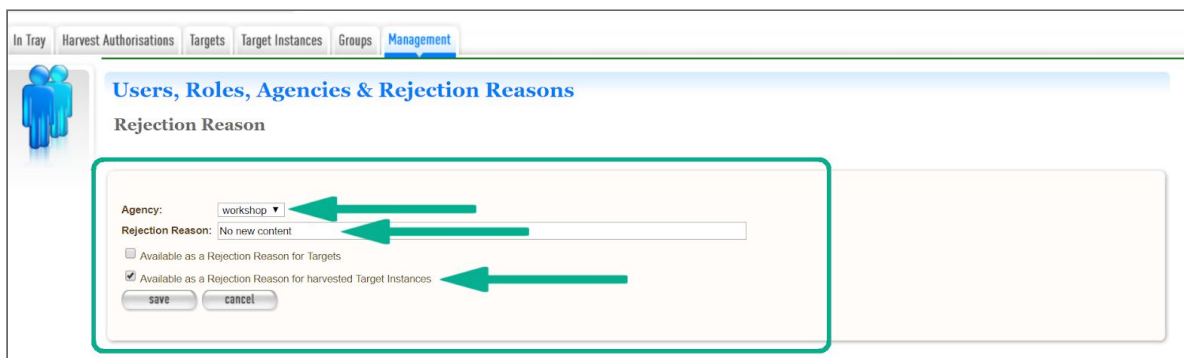 In Tray Harvest Authorisations Targets Target Instances Groups Management
Users, Roles, Agencies & Rejection Reasons
Rejection Reason
Agency: workshop
Rejection Reason: No new content
Available as a Rejection Reason for Targets
Available as a Rejection Reason for harvested Target Instances
save cancel